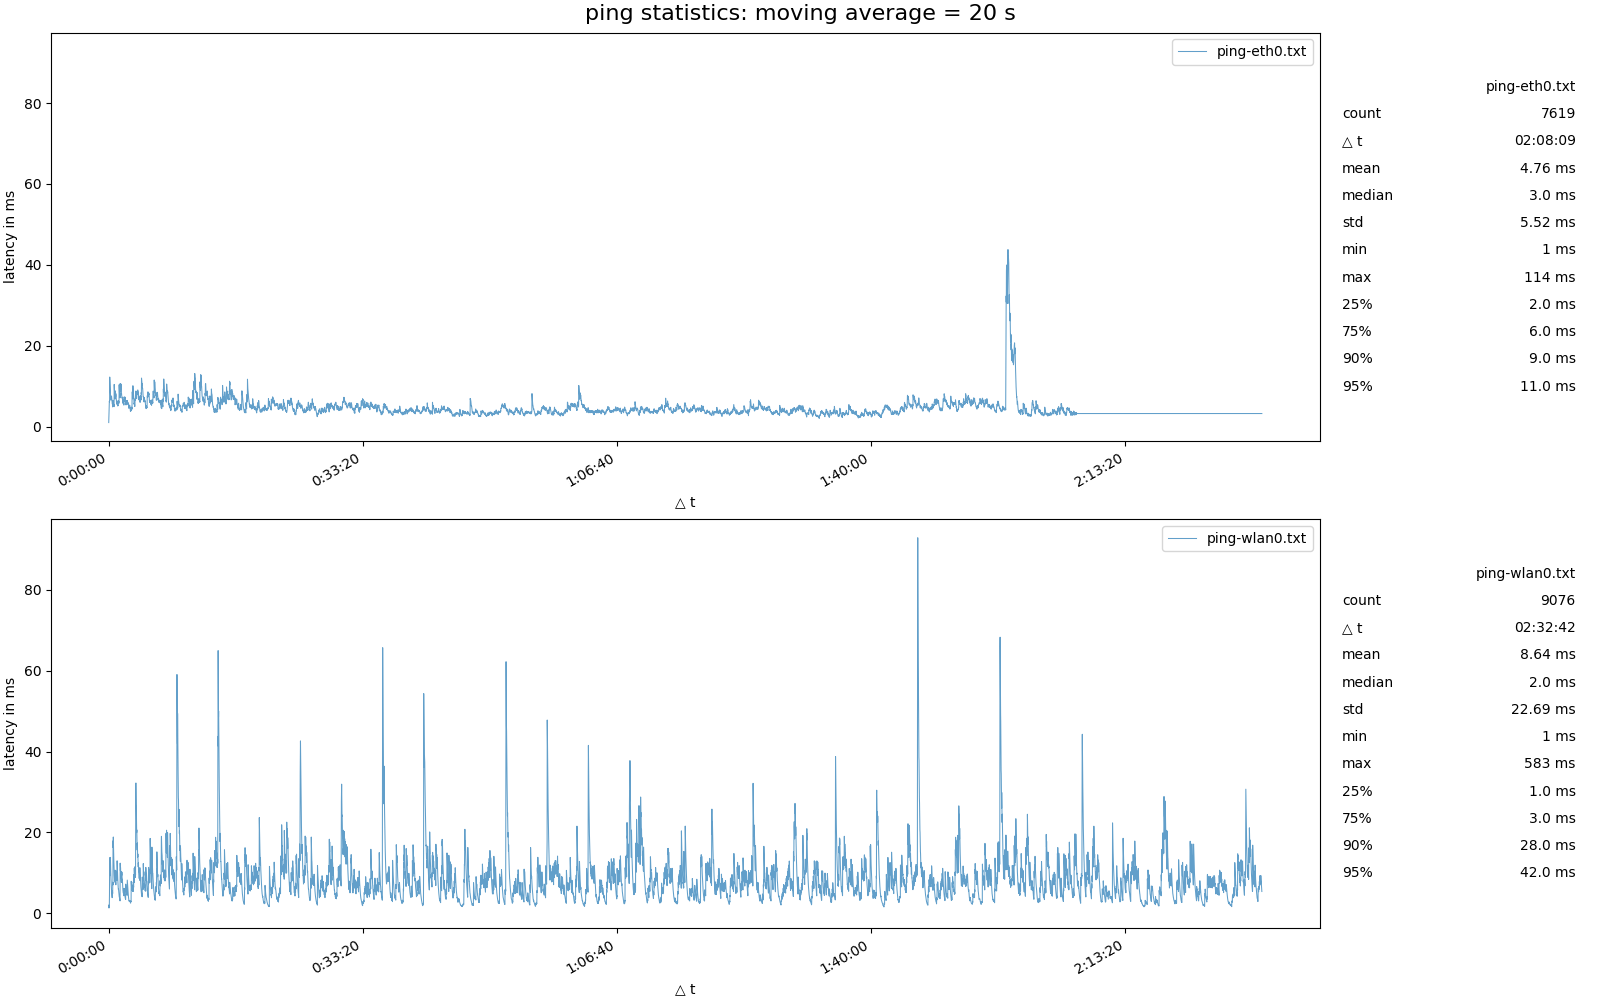 ping statistics: moving average = 20 s
ping-eth0.txt
80
60
40
20
0
latency in ms
0:00:00
0:33:20
1:06:40
1:40:00
2:13:20
△ t
ping-eth0.txt
count 7619
△ t 02:08:09
mean 4.76 ms
median 3.0 ms
std 5.52 ms
min 1 ms
max 114 ms
25% 2.0 ms
75% 6.0 ms
90% 9.0 ms
95% 11.0 ms
ping-wlan0.txt
80
60
40
20
0
latency in ms
0:00:00
0:33:20
1:06:40
1:40:00
2:13:20
△ t
ping-wlan0.txt
count 9076
△ t 02:32:42
mean 8.64 ms
median 2.0 ms
std 22.69 ms
min 1 ms
max 583 ms
25% 1.0 ms
75% 3.0 ms
90% 28.0 ms
95% 42.0 ms